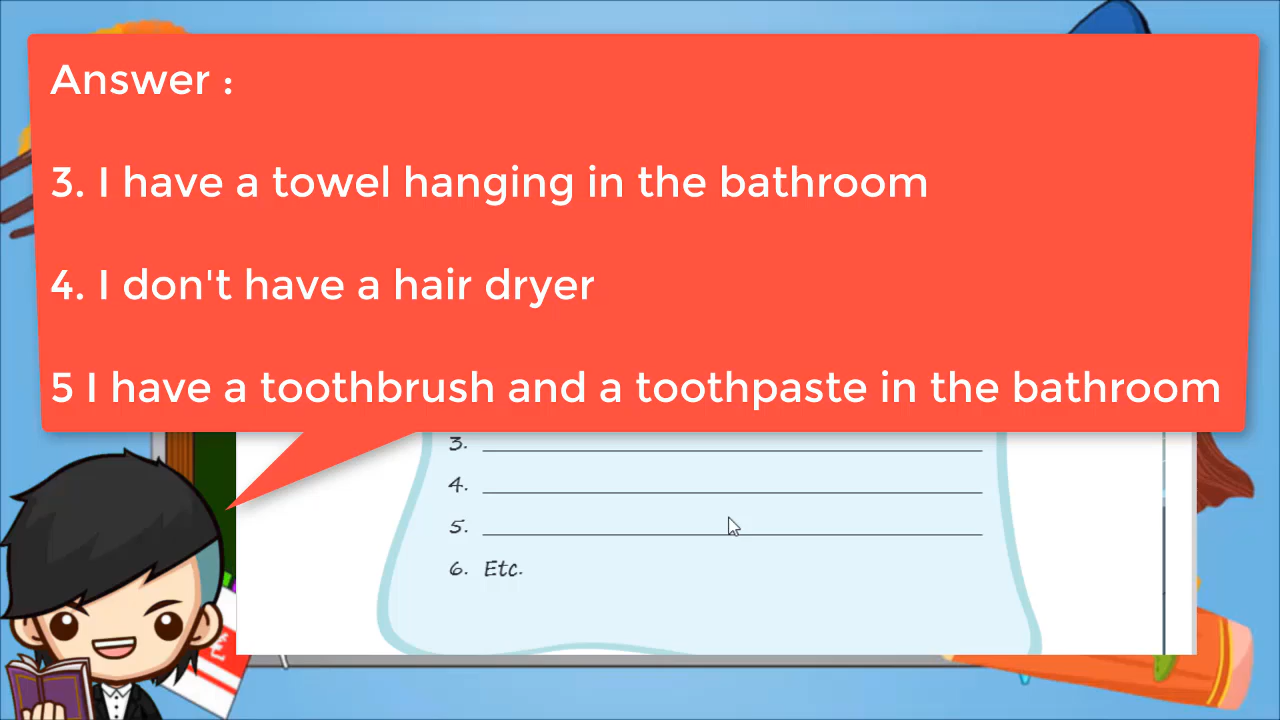 Answer :
3. I have a towel hanging in the bathroom
4. I don't have a hair dryer
5 I have a toothbrush and a toothpaste in the bathroom
3.
4.
5.
6. Etc.